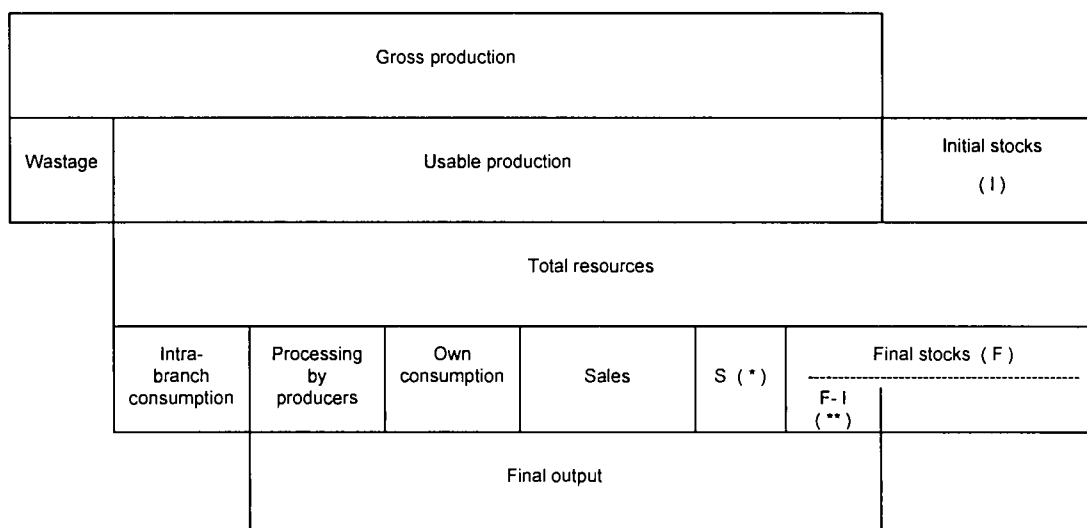 Gross production
Wastage
Usable production
Initial stocks
( I )
Total resources
Intra-
branch
consumption
Processing
by
producers
Own
consumption
Sales
S ( * )
Final stocks ( F )
F - I
( ** )
Final output